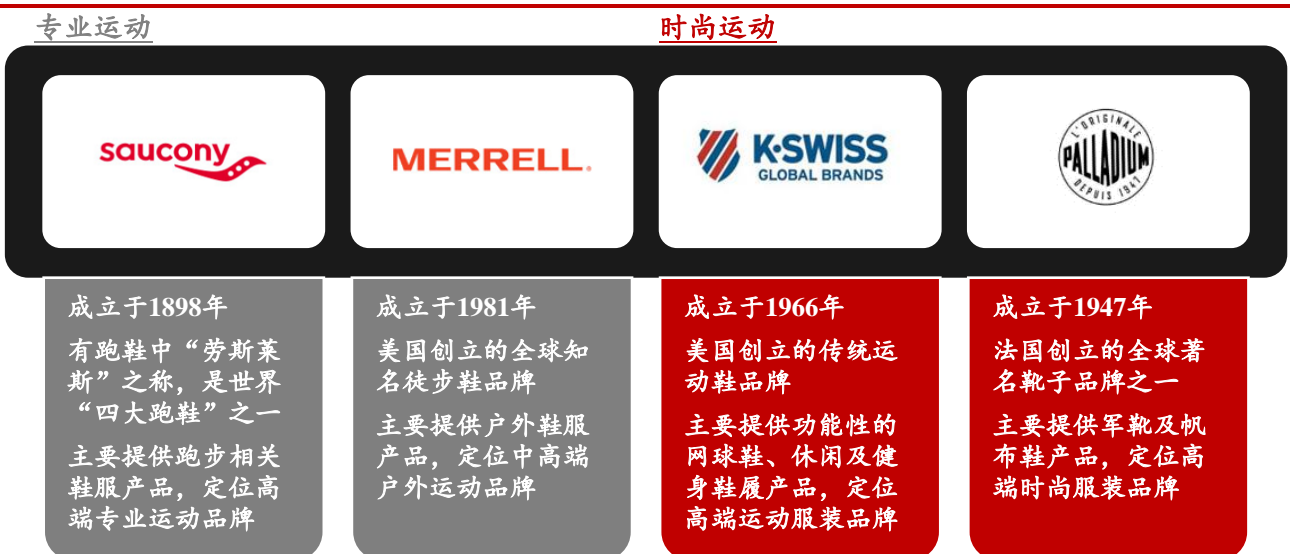 专业运动
时尚运动
saucony
MERRELL.
K·SWISS
GLOBAL BRANDS
L'ORIGINALE
PALLADIUM
DEPUIS 1947
成立于1898年
有跑鞋中“劳斯莱
斯”之称，是世界
“四大跑鞋”之一
主要提供跑步相关
鞋服产品，定位高
端专业运动品牌
成立于1981年
美国创立的全球知
名徒步鞋品牌
主要提供户外鞋服
产品，定位中高端
户外运动品牌
成立于1966年
美国创立的传统运
动鞋品牌
主要提供功能性的
网球鞋、休闲及健
身鞋履产品，定位
高端运动服装品牌
成立于1947年
法国创立的全球著
名靴子品牌之一
主要提供军靴及帆
布鞋产品，定位高
端时尚服装品牌